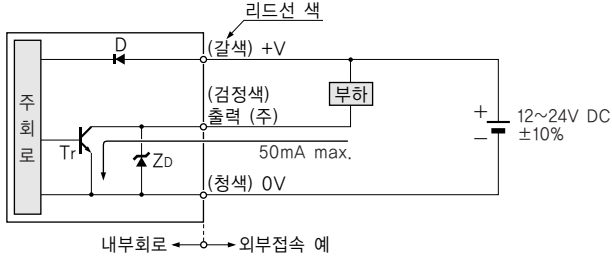 리드선 색
D
(갈색) +V
주회로
(검정색)
출력 (주)
부하
+
12~24V DC
−
±10%
Tr
ZD
50mA max.
(청색) 0V
내부회로
외부접속 예